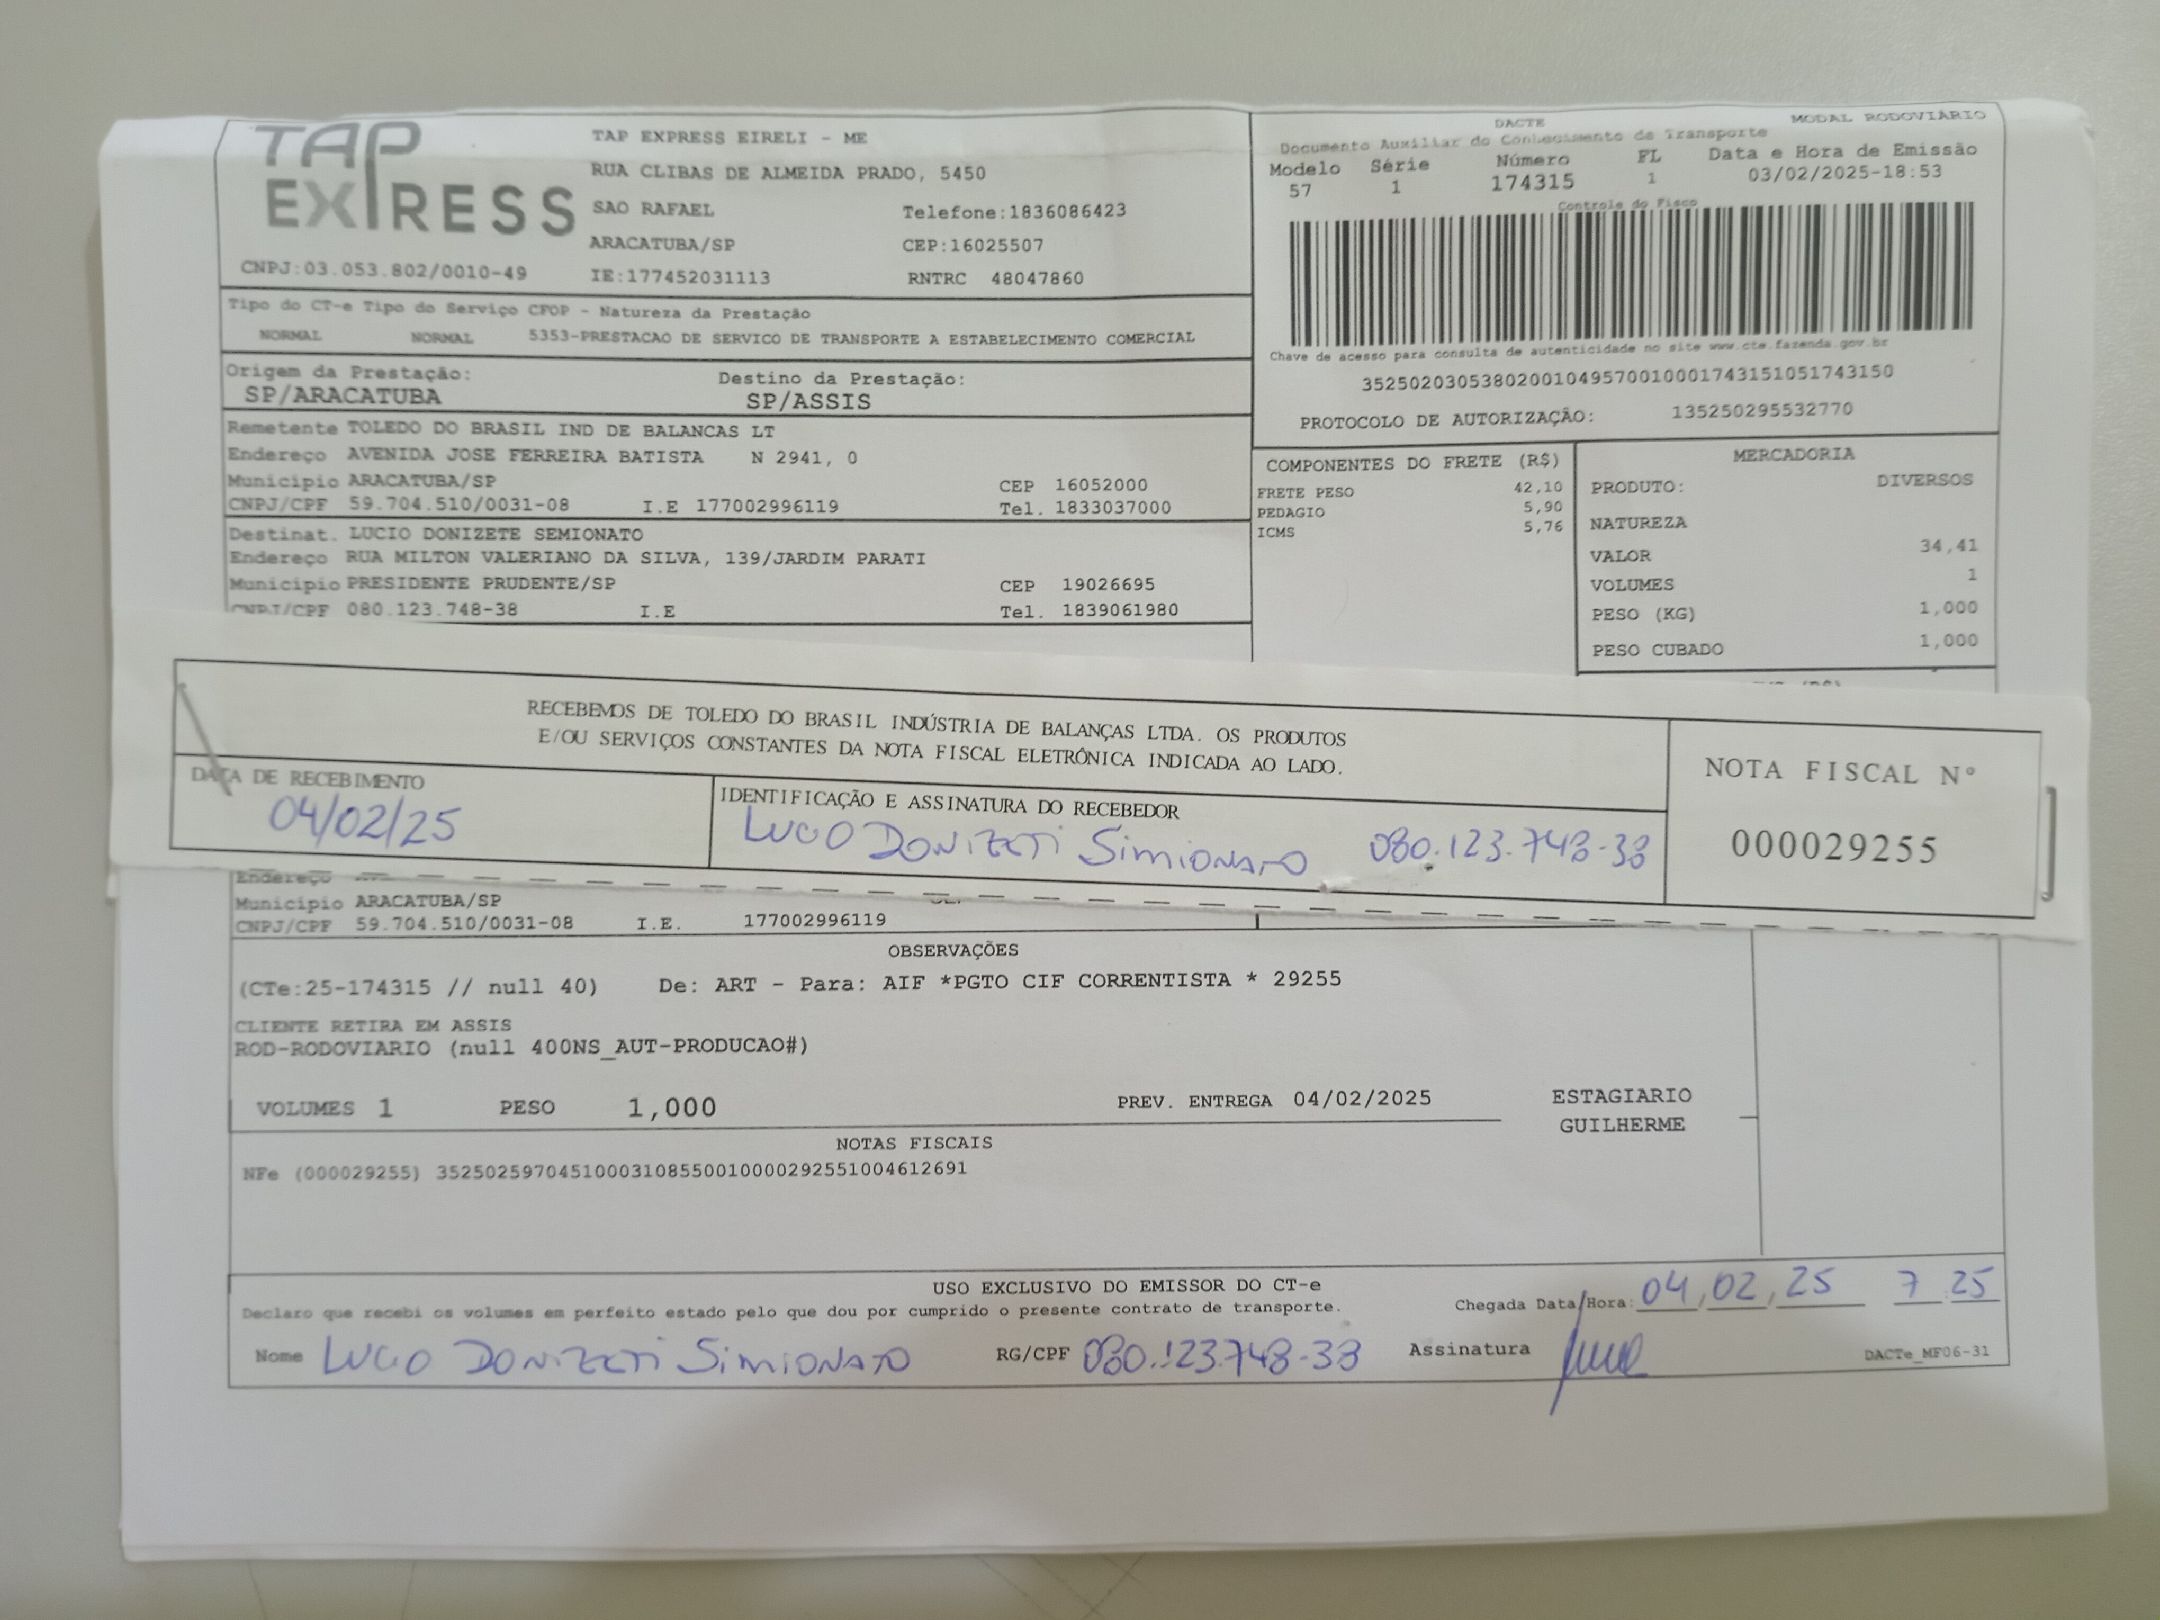 TAP
EXPRESS
TAP EXPRESS EIRELI - ME
RUA CLIBAS DE ALMEIDA PRADO, 5450
SAO RAFAEL Telefone:1836086423
ARACATUBA/SP CEP:16025507
CNPJ:03.053.802/0010-49 IE:177452031113 RNTRC 48047860
DACTE MODAL RODOVIÁRIO
Documento Auxiliar do Conhecimento de Transporte
Modelo Série Número FL Data e Hora de Emissão
57 1 174315 1 03/02/2025-18:53
Controle do Fisco
Chave de acesso para consulta de autenticidade no site www.cte.fazenda.gov.br
35250203053802001049570010001743151051743150
PROTOCOLO DE AUTORIZAÇÃO: 135250295532770
Tipo do CT-e Tipo do Serviço CFOP - Natureza da Prestação
NORMAL NORMAL 5353-PRESTACAO DE SERVICO DE TRANSPORTE A ESTABELECIMENTO COMERCIAL
Origem da Prestação: Destino da Prestação:
SP/ARACATUBA SP/ASSIS
Remetente TOLEDO DO BRASIL IND DE BALANCAS LT
Endereço AVENIDA JOSE FERREIRA BATISTA N 2941, 0
Municipio ARACATUBA/SP CEP 16052000
CNPJ/CPF 59.704.510/0031-08 I.E 177002996119 Tel. 1833037000
Destinat. LUCIO DONIZETE SEMIONATO
Endereço RUA MILTON VALERIANO DA SILVA, 139/JARDIM PARATI
Municipio PRESIDENTE PRUDENTE/SP CEP 19026695
CNPJ/CPF 080.123.748-38 I.E Tel. 1839061980
COMPONENTES DO FRETE (R$)
FRETE PESO 42,10
PEDAGIO 5,90
ICMS 5,76
MERCADORIA
PRODUTO: DIVERSOS
NATUREZA
VALOR 34,41
VOLUMES 1
PESO (KG) 1,000
PESO CUBADO 1,000
RECEBEMOS DE TOLEDO DO BRASIL INDÚSTRIA DE BALANÇAS LTDA. OS PRODUTOS
E/OU SERVIÇOS CONSTANTES DA NOTA FISCAL ELETRÔNICA INDICADA AO LADO.
DATA DE RECEBIMENTO
04/02/25
IDENTIFICAÇÃO E ASSINATURA DO RECEBEDOR
LUCIO DONIZETI SIMIONATO 080.123.748-38
NOTA FISCAL Nº
000029255
Endereço
Municipio ARACATUBA/SP
CNPJ/CPF 59.704.510/0031-08 I.E. 177002996119
OBSERVAÇÕES
(CTe:25-174315 // null 40) De: ART - Para: AIF *PGTO CIF CORRENTISTA * 29255
CLIENTE RETIRA EM ASSIS
ROD-RODOVIARIO (null 400NS_AUT-PRODUCAO#)
VOLUMES 1 PESO 1,000 PREV. ENTREGA 04/02/2025
ESTAGIARIO
GUILHERME
NOTAS FISCAIS
NFe (000029255) 35250259704510003108550010000292551004612691
USO EXCLUSIVO DO EMISSOR DO CT-e
Declaro que recebi os volumes em perfeito estado pelo que dou por cumprido o presente contrato de transporte.
Chegada Data/Hora: 04,02,25 7:25
Nome LUCIO DONIZETI SIMIONATO RG/CPF 080.123.748-38 Assinatura
DACTe_MF06-31